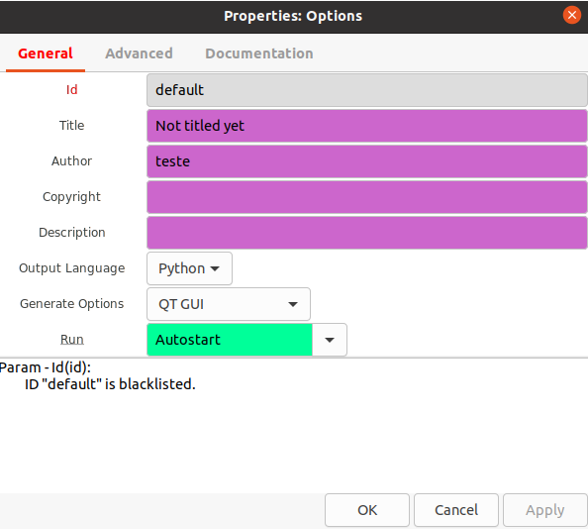 Properties: Options
General Advanced Documentation
Id default
Title Not titled yet
Author teste
Copyright
Description
Output Language Python
Generate Options QT GUI
Run Autostart
Param - Id(id):
ID "default" is blacklisted.
OK Cancel Apply